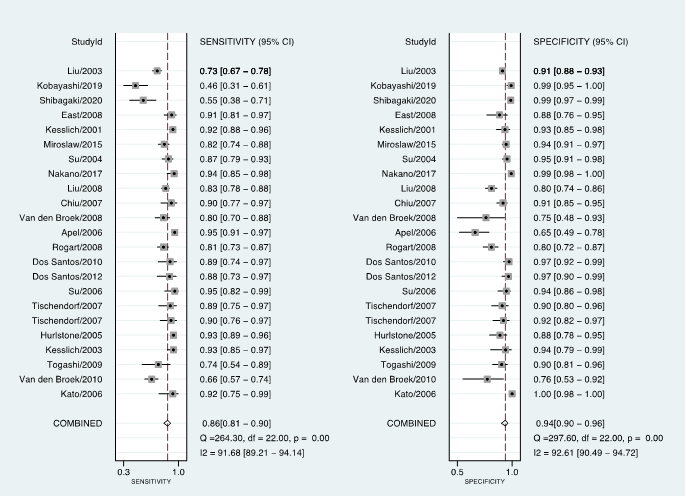 StudyId SENSITIVITY (95% CI)
Liu/2003 0.73 [0.67 – 0.78]
Kobayashi/2019 0.46 [0.31 – 0.61]
Shibagaki/2020 0.55 [0.38 – 0.71]
East/2008 0.91 [0.81 – 0.97]
Kesslich/2001 0.92 [0.88 – 0.96]
Miroslaw/2015 0.82 [0.74 – 0.88]
Su/2004 0.87 [0.79 – 0.93]
Nakano/2017 0.94 [0.85 – 0.98]
Liu/2008 0.83 [0.78 – 0.88]
Chiu/2007 0.90 [0.77 – 0.97]
Van den Broek/2008 0.80 [0.70 – 0.88]
Apel/2006 0.95 [0.91 – 0.97]
Rogart/2008 0.81 [0.73 – 0.87]
Dos Santos/2010 0.89 [0.74 – 0.97]
Dos Santos/2012 0.88 [0.73 – 0.97]
Su/2006 0.95 [0.82 – 0.99]
Tischendorf/2007 0.89 [0.75 – 0.97]
Tischendorf/2007 0.90 [0.76 – 0.97]
Hurlstone/2005 0.93 [0.89 – 0.96]
Kesslich/2003 0.93 [0.85 – 0.97]
Togashi/2009 0.74 [0.54 – 0.89]
Van den Broek/2010 0.66 [0.57 – 0.74]
Kato/2006 0.92 [0.75 – 0.99]
COMBINED 0.86[0.81 – 0.90]
Q =264.30, df = 22.00, p = 0.00
I2 = 91.68 [89.21 – 94.14]
0.3 1.0
SENSITIVITY
StudyId SPECIFICITY (95% CI)
Liu/2003 0.91 [0.88 – 0.93]
Kobayashi/2019 0.99 [0.95 – 1.00]
Shibagaki/2020 0.99 [0.97 – 0.99]
East/2008 0.88 [0.76 – 0.95]
Kesslich/2001 0.93 [0.85 – 0.98]
Miroslaw/2015 0.94 [0.91 – 0.97]
Su/2004 0.95 [0.91 – 0.98]
Nakano/2017 0.99 [0.98 – 1.00]
Liu/2008 0.80 [0.74 – 0.86]
Chiu/2007 0.91 [0.85 – 0.95]
Van den Broek/2008 0.75 [0.48 – 0.93]
Apel/2006 0.65 [0.49 – 0.78]
Rogart/2008 0.80 [0.72 – 0.87]
Dos Santos/2010 0.97 [0.92 – 0.99]
Dos Santos/2012 0.97 [0.90 – 0.99]
Su/2006 0.94 [0.86 – 0.98]
Tischendorf/2007 0.90 [0.80 – 0.96]
Tischendorf/2007 0.92 [0.82 – 0.97]
Hurlstone/2005 0.88 [0.78 – 0.95]
Kesslich/2003 0.94 [0.79 – 0.99]
Togashi/2009 0.90 [0.81 – 0.96]
Van den Broek/2010 0.76 [0.53 – 0.92]
Kato/2006 1.00 [0.98 – 1.00]
COMBINED 0.94[0.90 – 0.96]
Q =297.60, df = 22.00, p = 0.00
I2 = 92.61 [90.49 – 94.72]
0.5 1.0
SPECIFICITY